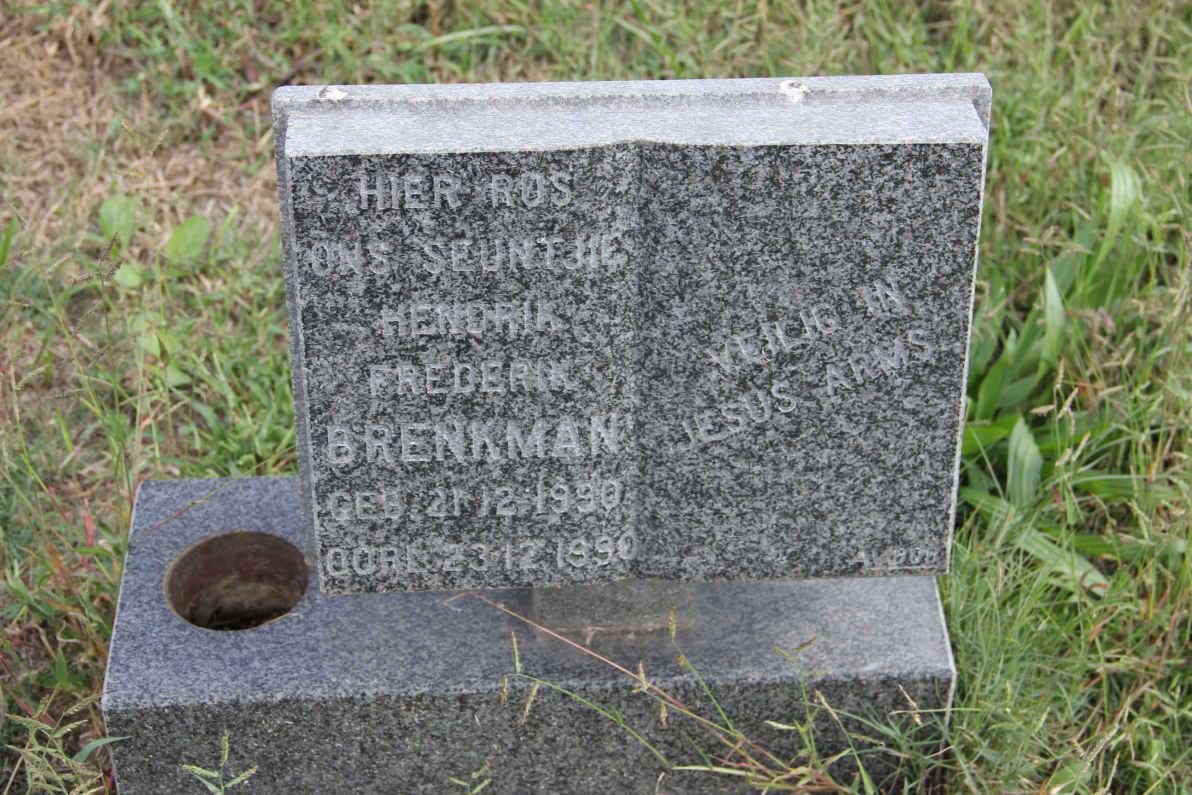 HIER RUS
ONS SEUNTJIE
HENDRIK
FREDERIK
BRENKMAN
GEB. 21.12.1990
OORL. 23.12.1990
VEILIG IN
JESUS ARMS